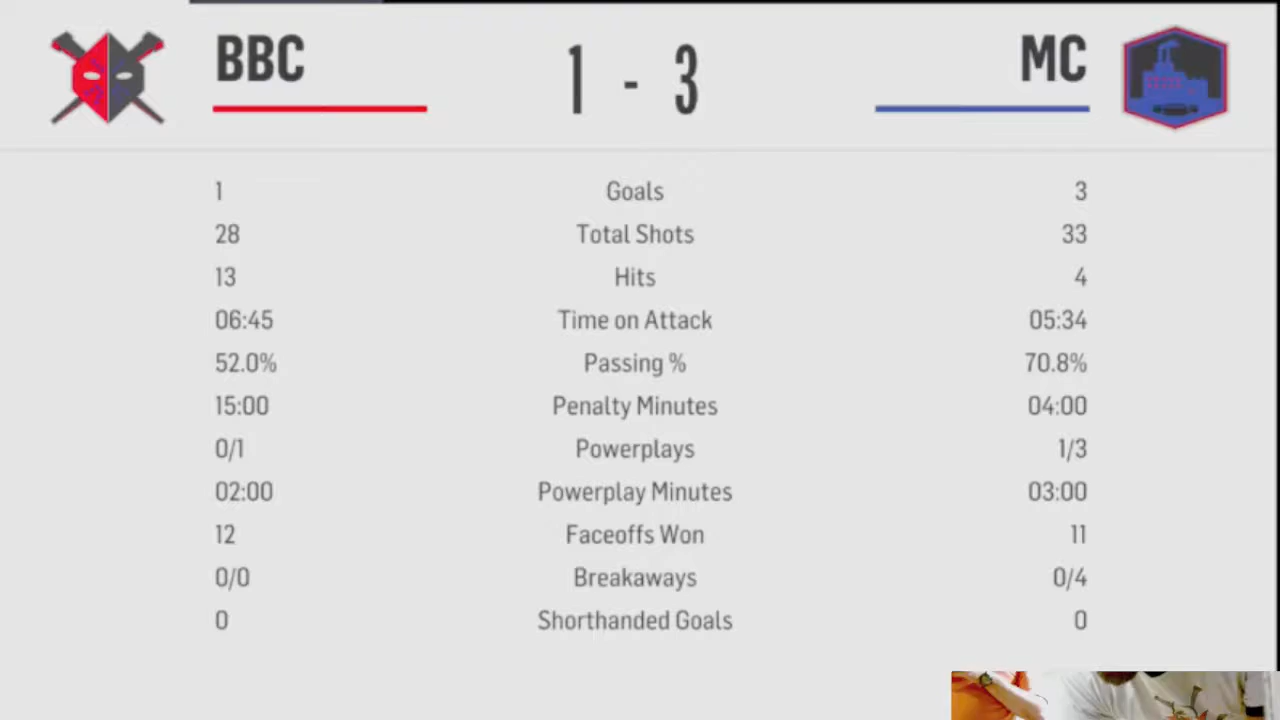 BBC 1 - 3 MC
1 Goals 3
28 Total Shots 33
13 Hits 4
06:45 Time on Attack 05:34
52.0% Passing % 70.8%
15:00 Penalty Minutes 04:00
0/1 Powerplays 1/3
02:00 Powerplay Minutes 03:00
12 Faceoffs Won 11
0/0 Breakaways 0/4
0 Shorthanded Goals 0